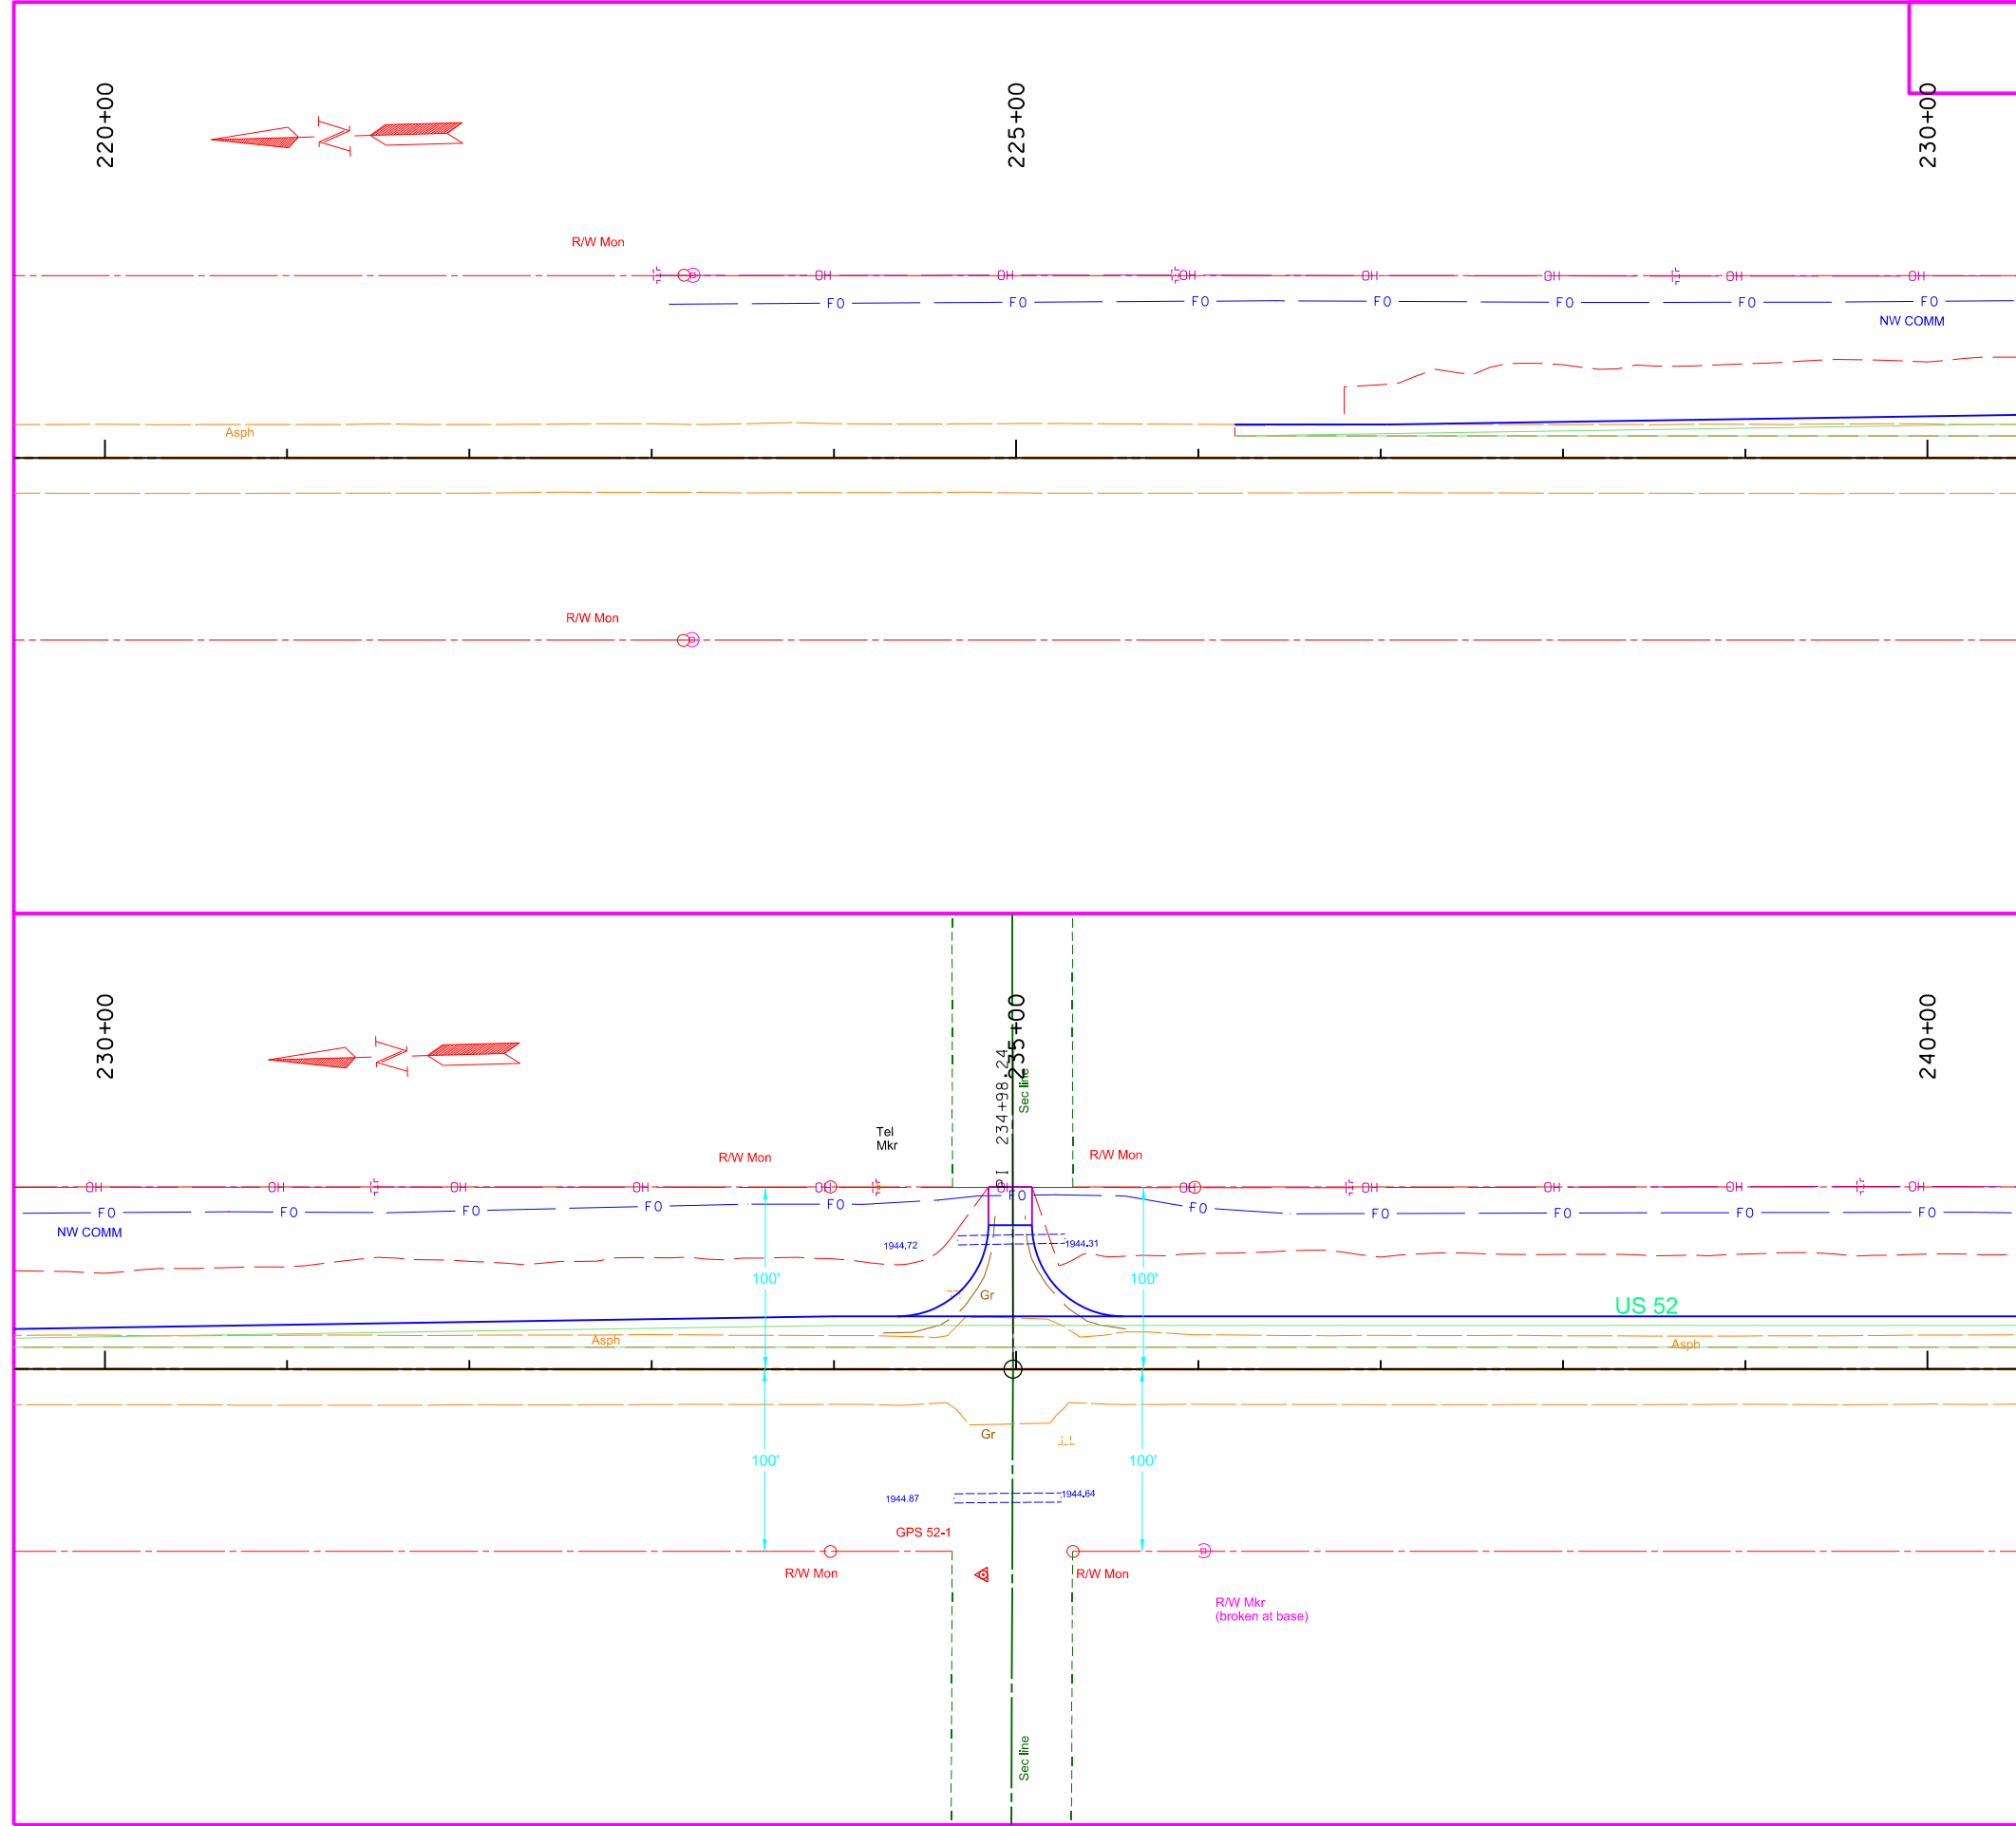 220+00
225+00
230+00
N
R/W Mon
OH OH OH OH OH OH OH
FO FO FO FO FO FO FO
NW COMM
Asph
R/W Mon
230+00
235+00
240+00
N
PI 234+98.24
Sec line
Tel
Mkr
R/W Mon
R/W Mon
OH OH OH OH OH OH OH OH OH OH OH
FO FO FO FO FO FO FO FO FO FO FO
NW COMM
1944.72
1944.31
100'
100'
Gr
US 52
Asph
Asph
Gr
100'
100'
1944.87
1944.64
GPS 52-1
R/W Mon
R/W Mon
R/W Mkr
(broken at base)
Sec line